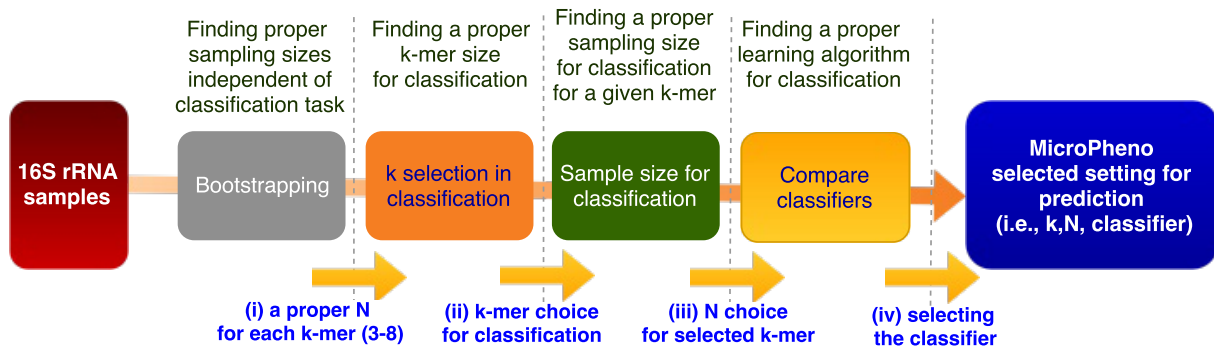 Finding proper
sampling sizes
independent of
classification task
Finding a proper
k-mer size
for classification
Finding a proper
sampling size
for classification
for a given k-mer
Finding a proper
learning algorithm
for classification
16S rRNA
samples
Bootstrapping
k selection in
classification
Sample size for
classification
Compare
classifiers
MicroPheno
selected setting for
prediction
(i.e., k,N, classifier)
(i) a proper N
for each k-mer (3-8)
(ii) k-mer choice
for classification
(iii) N choice
for selected k-mer
(iv) selecting
the classifier